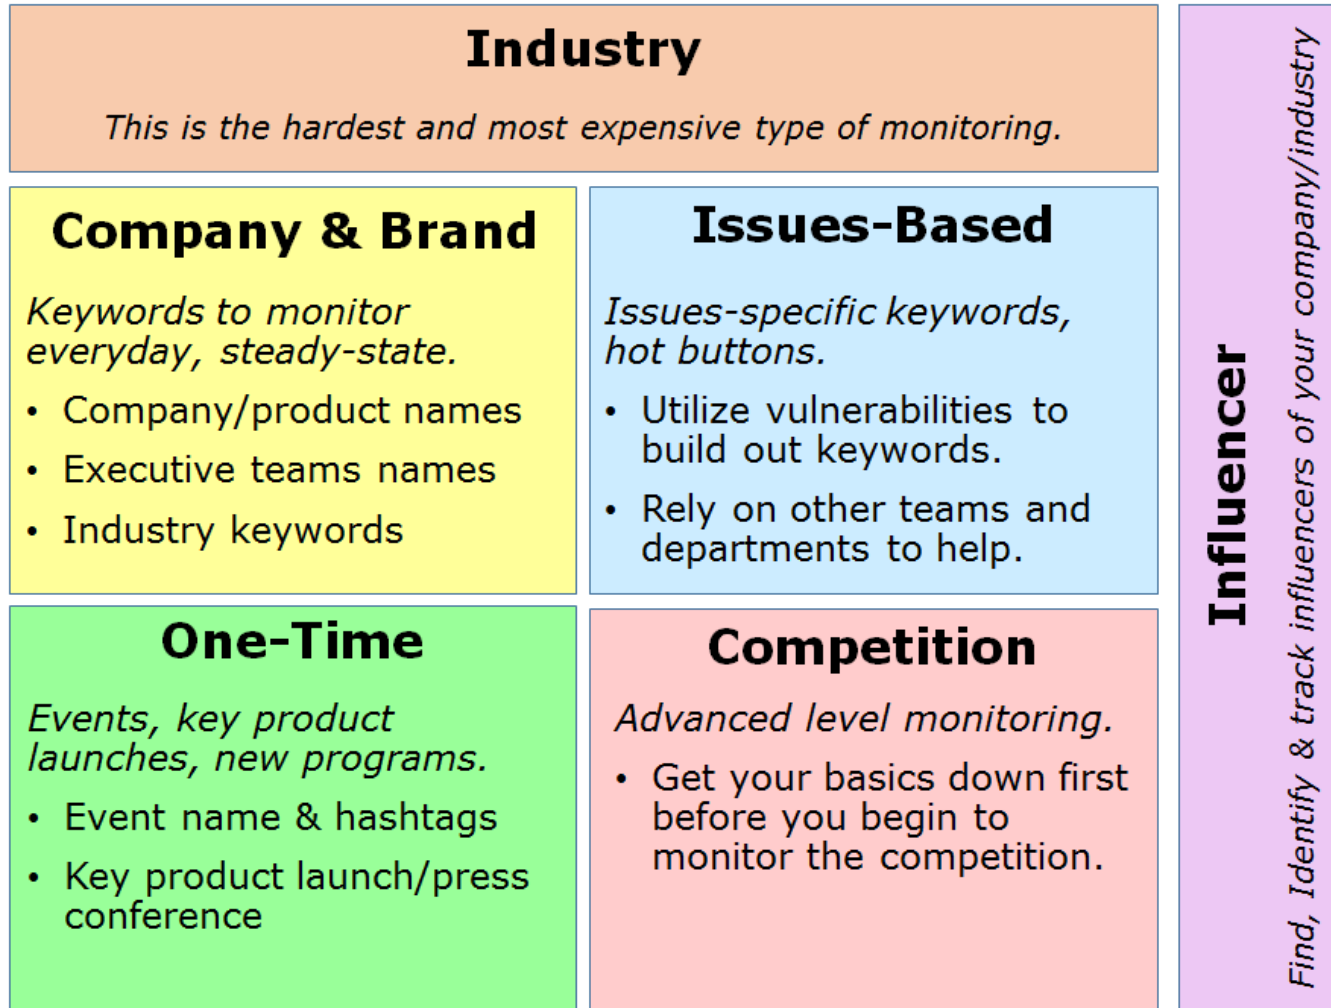 Industry
This is the hardest and most expensive type of monitoring.
Company & Brand
Keywords to monitor
everyday, steady-state.
• Company/product names
• Executive teams names
• Industry keywords
Issues-Based
Issues-specific keywords,
hot buttons.
• Utilize vulnerabilities to
build out keywords.
• Rely on other teams and
departments to help.
One-Time
Events, key product
launches, new programs.
• Event name & hashtags
• Key product launch/press
conference
Competition
Advanced level monitoring.
• Get your basics down first
before you begin to
monitor the competition.
Influencer
Find, Identify & track influencers of your company/industry